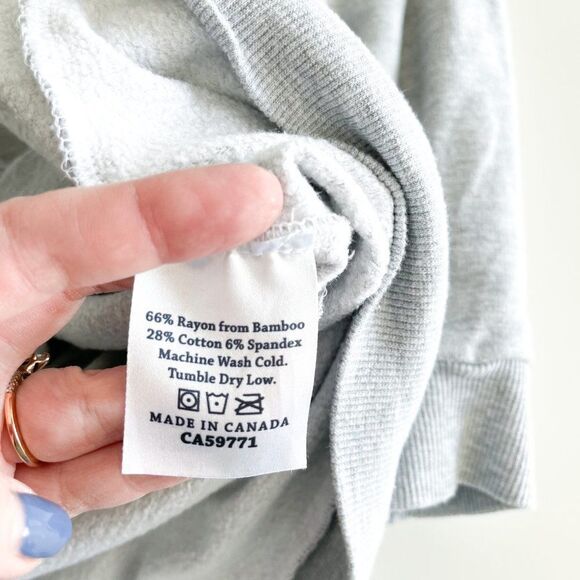 66% Rayon from Bamboo
28% Cotton 6% Spandex
Machine Wash Cold.
Tumble Dry Low.
MADE IN CANADA
CA59771